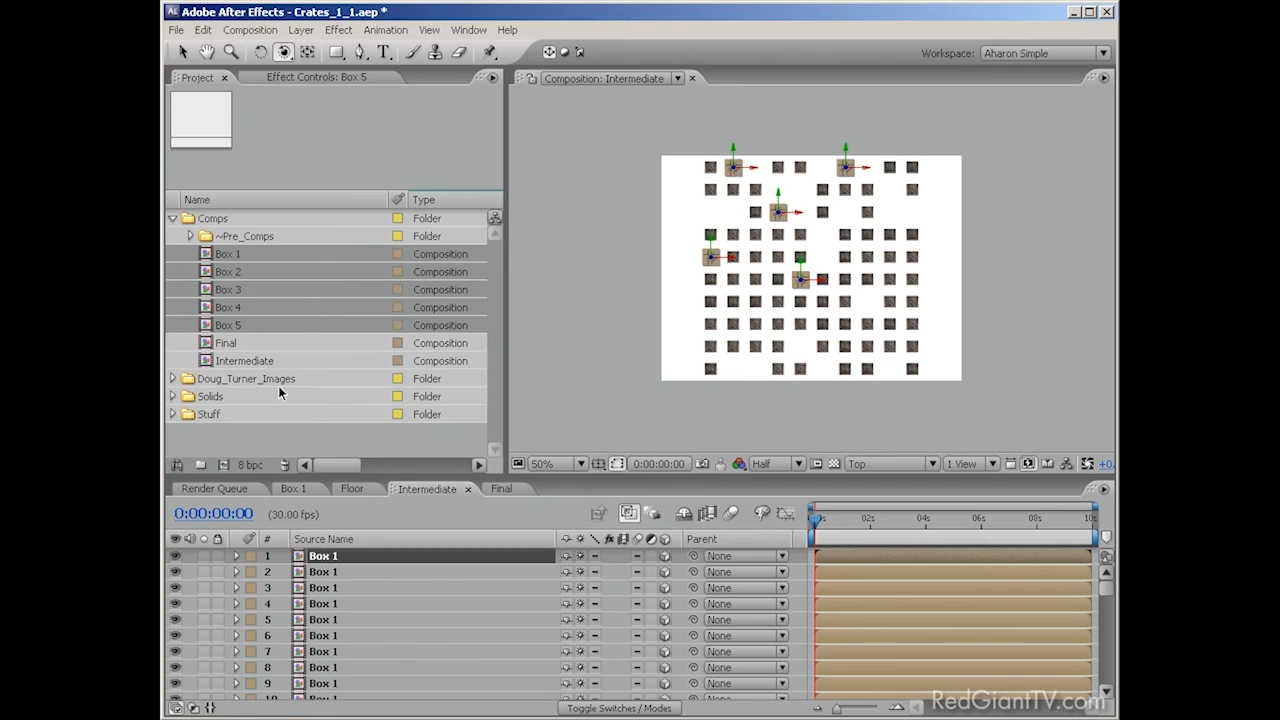 Adobe After Effects - Crates_1_1.aep *
File Edit Composition Layer Effect Animation View Window Help
Workspace: Aharon Simple
Project × Effect Controls: Box 5
Composition: Intermediate ×
Name Type
Comps Folder
~Pre_Comps Folder
Box 1 Composition
Box 2 Composition
Box 3 Composition
Box 4 Composition
Box 5 Composition
Final Composition
Intermediate Composition
Doug_Turner_Images Folder
Solids Folder
Stuff Folder
8 bpc
50% 0:00:00:00 Half Top 1 View +0.
Render Queue Box 1 Floor Intermediate × Final
0:00:00:00 (30.00 fps)
02s 04s 06s 08s 10s
# Source Name Parent
1 Box 1 None
2 Box 1 None
3 Box 1 None
4 Box 1 None
5 Box 1 None
6 Box 1 None
7 Box 1 None
8 Box 1 None
9 Box 1 None
10 Box 1
Toggle Switches / Modes
RedGiantTV.com